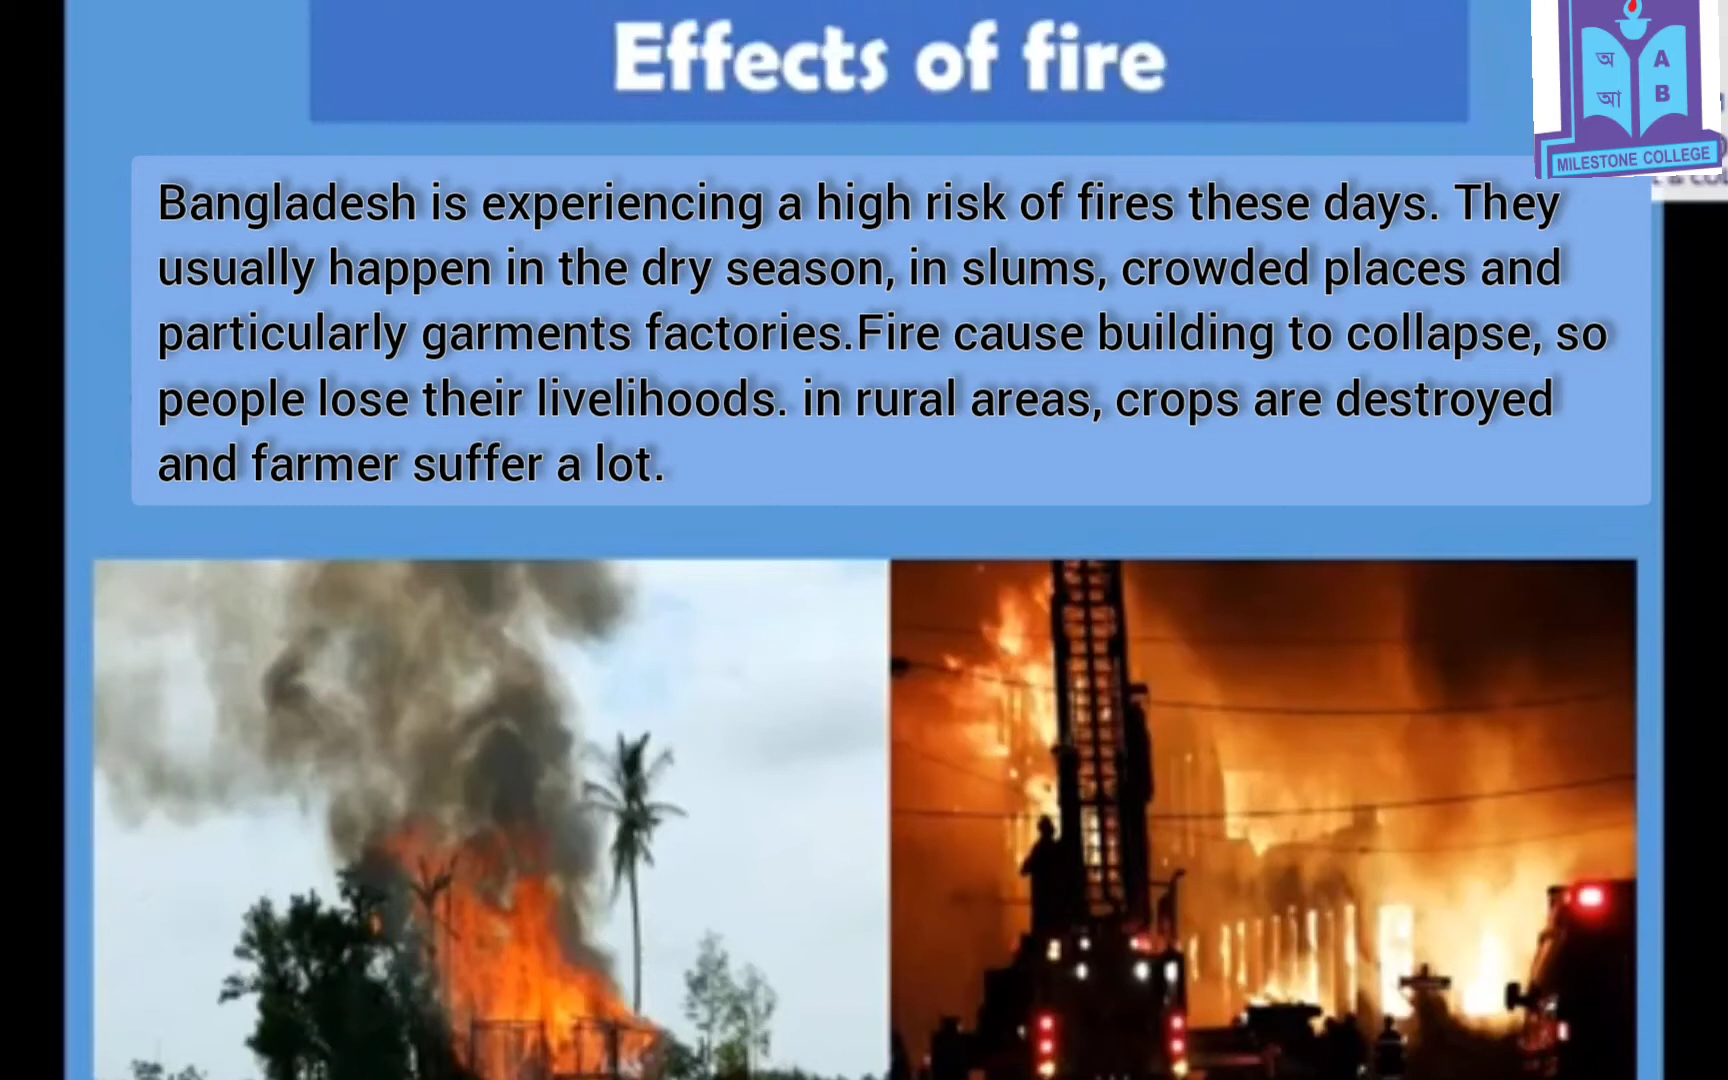 Effects of fire
অ A
আ B
MILESTONE COLLEGE
Bangladesh is experiencing a high risk of fires these days. They
usually happen in the dry season, in slums, crowded places and
particularly garments factories.Fire cause building to collapse, so
people lose their livelihoods. in rural areas, crops are destroyed
and farmer suffer a lot.